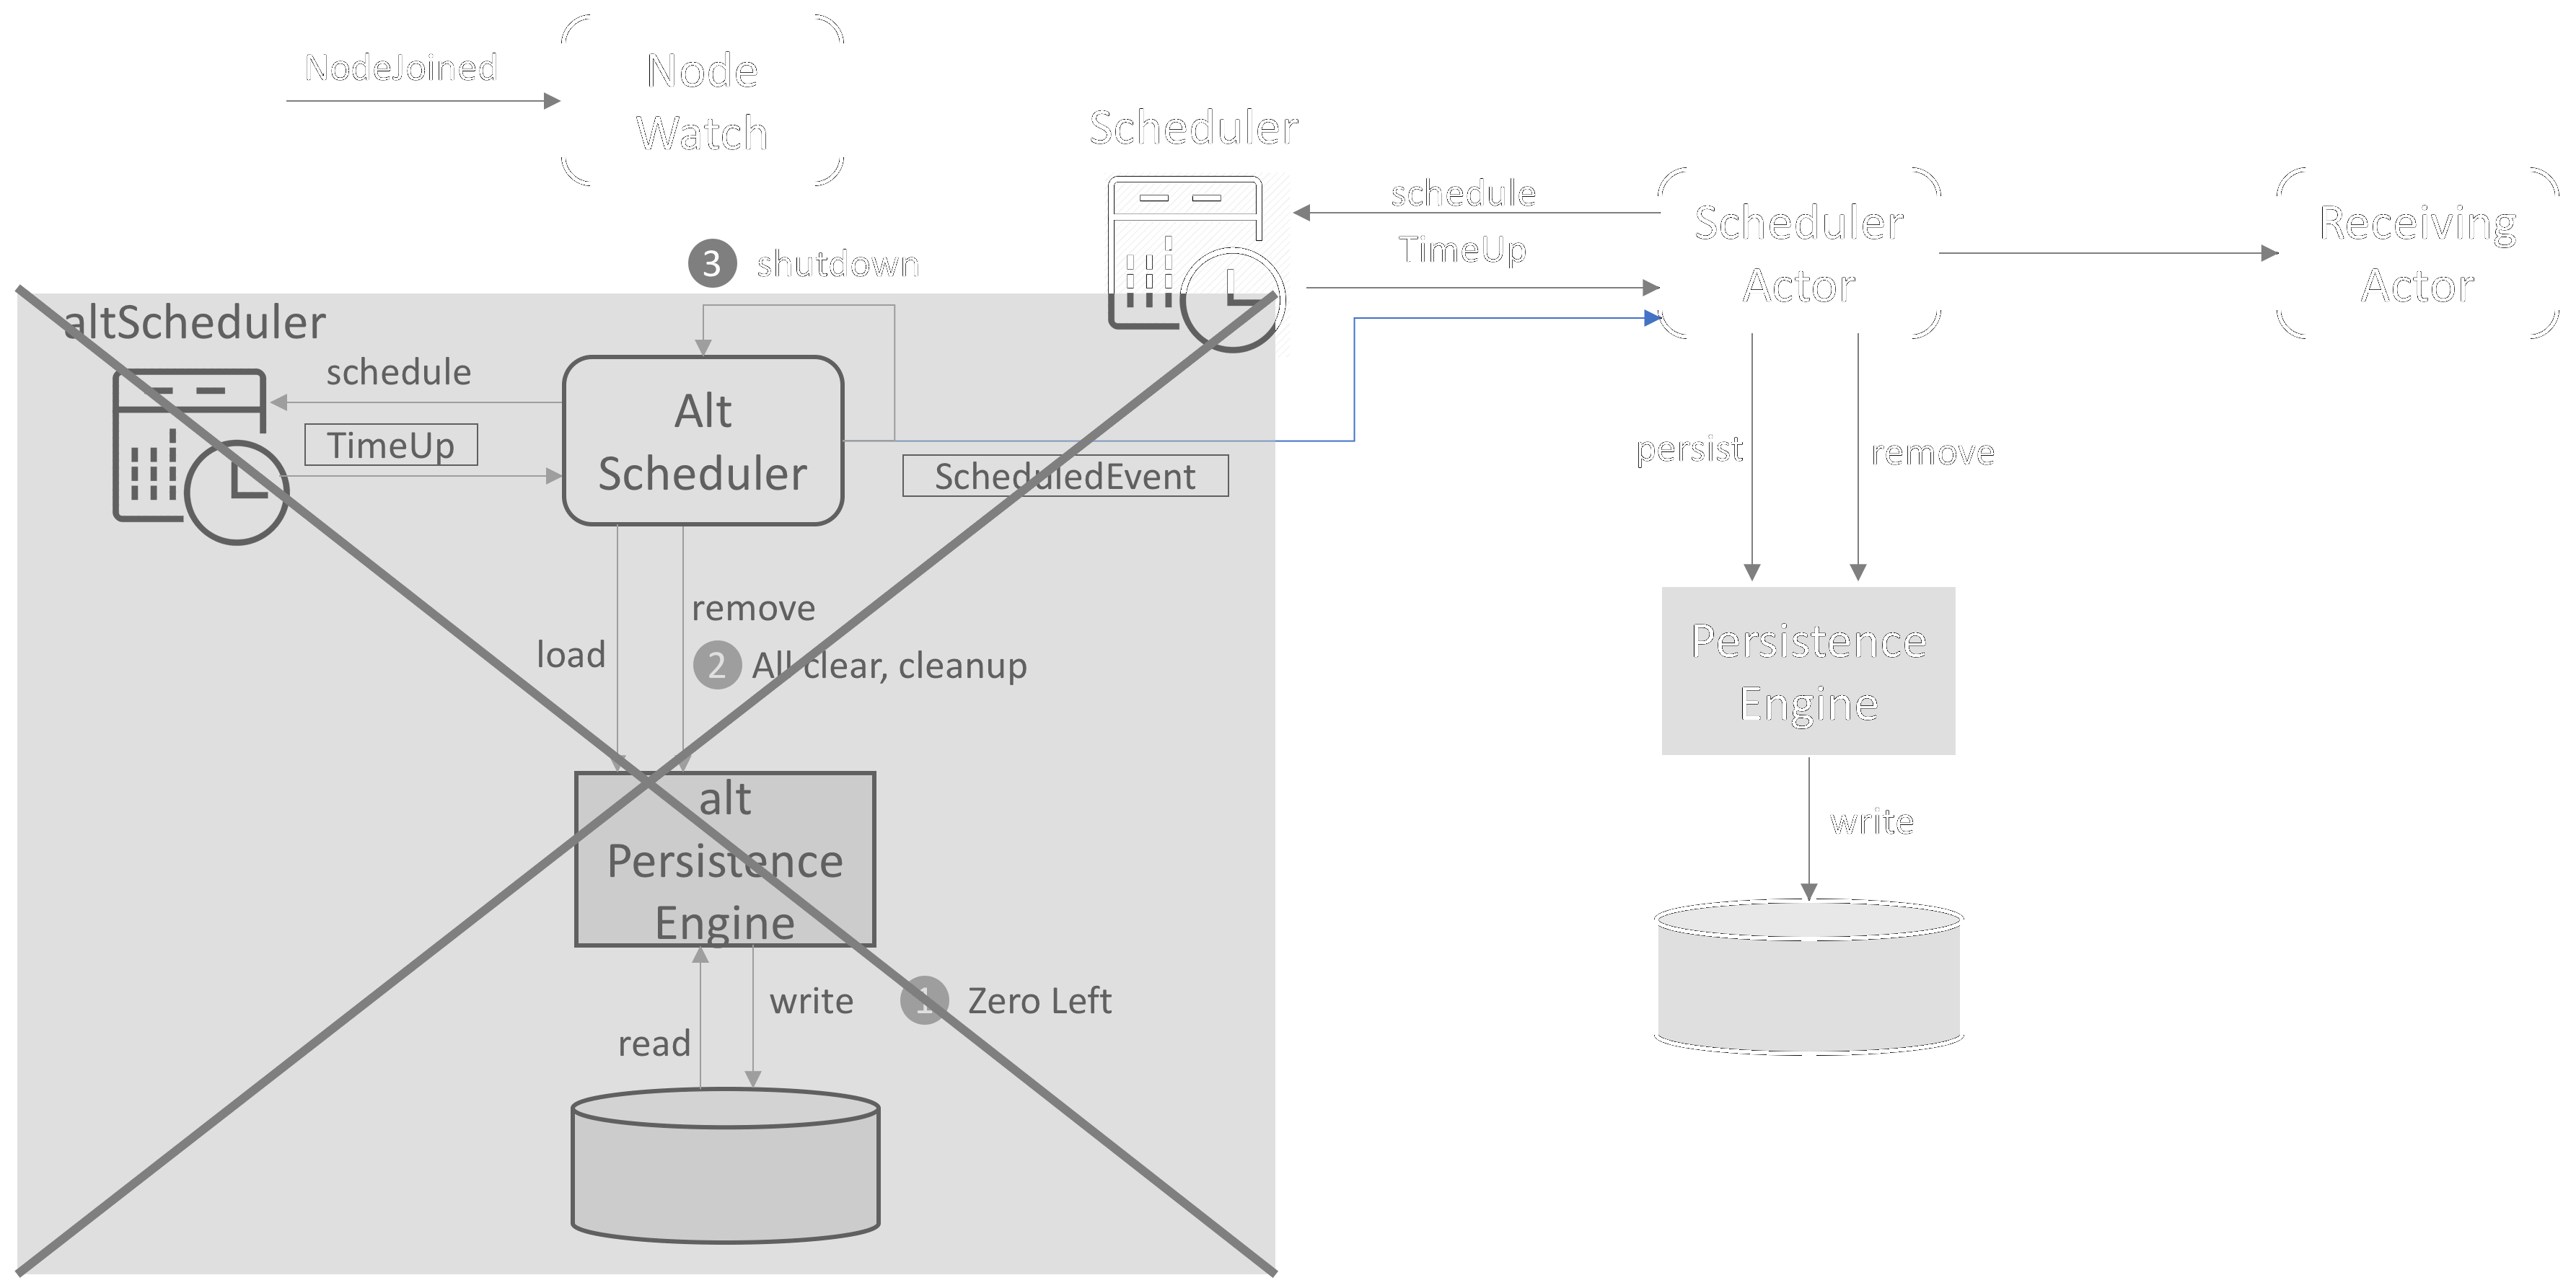 NodeJoined
Node
Watch
Scheduler
schedule
TimeUp
Scheduler
Actor
Receiving
Actor
3 shutdown
altScheduler
schedule
TimeUp
Alt
Scheduler
ScheduledEvent
persist
remove
load
remove
2 All clear, cleanup
Persistence
Engine
alt
Persistence
Engine
write
read
write
1 Zero Left